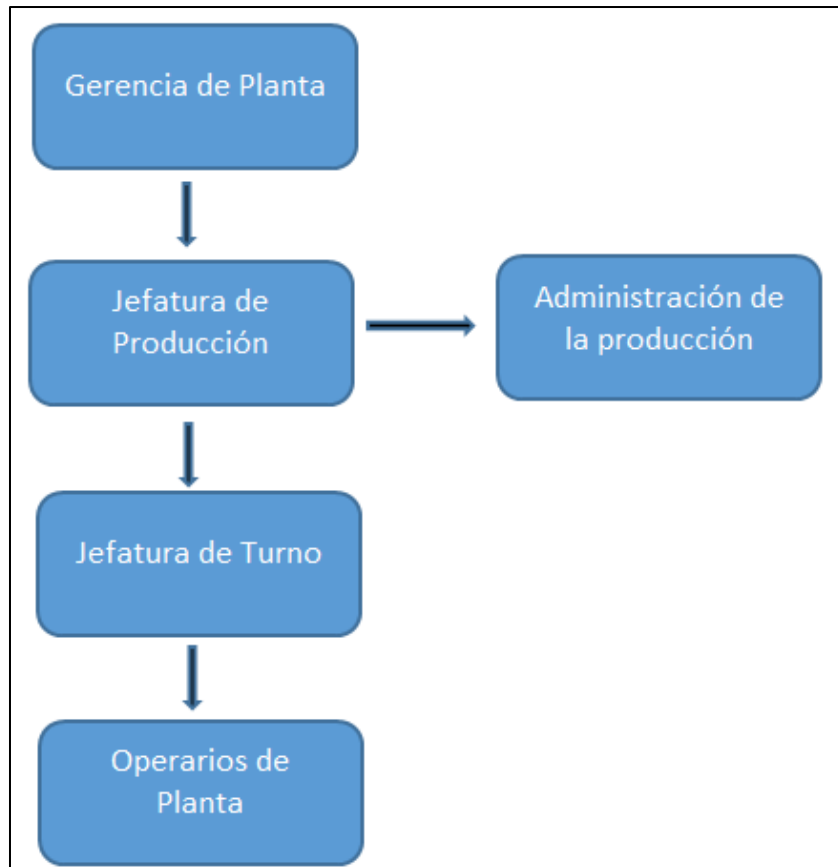 Gerencia de Planta
Jefatura de
Producción
Administración de
la producción
Jefatura de Turno
Operarios de
Planta